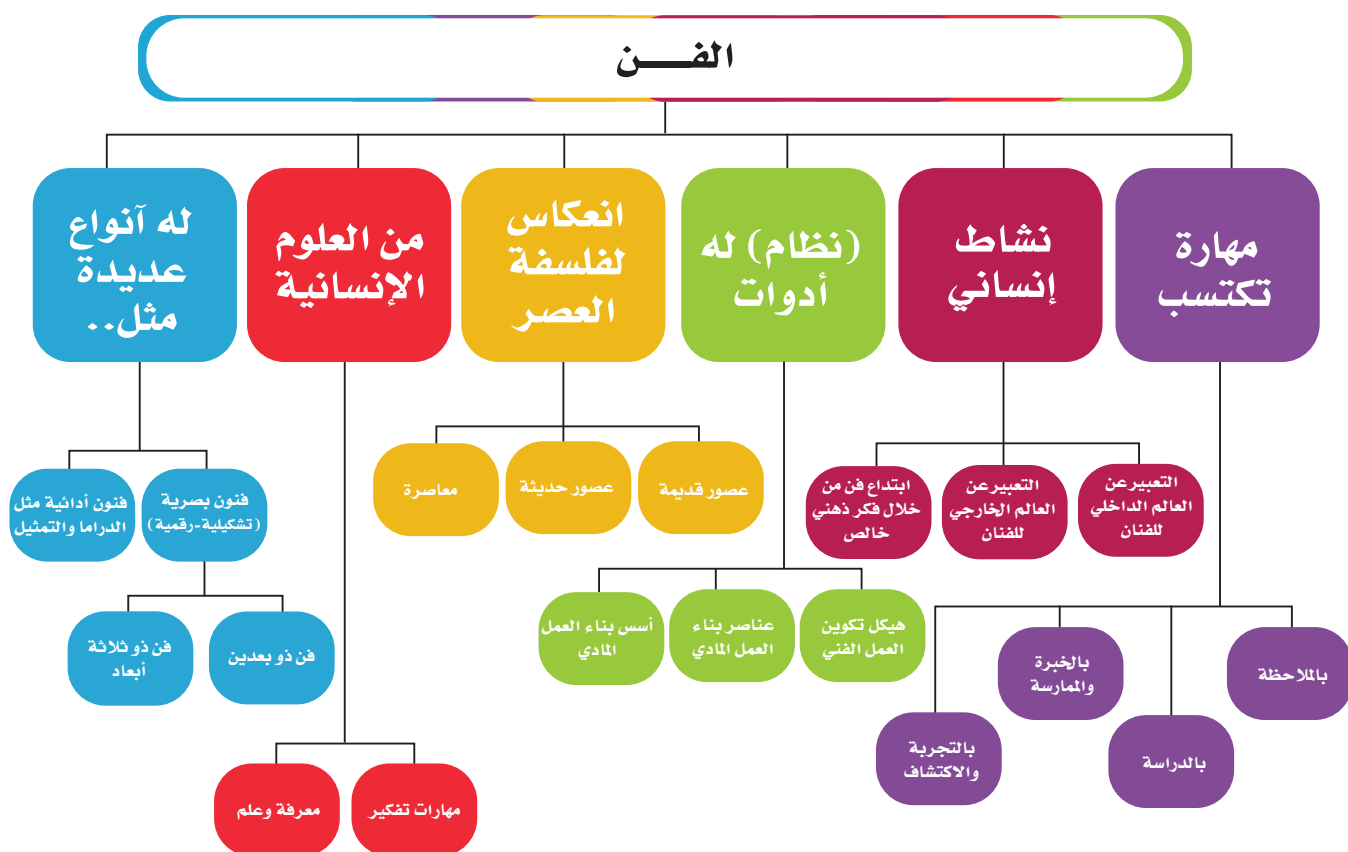 الفـــــن
مهارة
تكتسب
نشاط
إنساني
(نظام) له
أدوات
انعكاس
لفلسفة
العصر
من العلوم
الإنسانية
له آنواع
عديدة
مثل..
بالملاحظة
بالدراسة
بالخبرة
والممارسة
بالتجربة
والاكتشاف
التعبيرعن
العالم الداخلي
للفنان
التعبيرعن
العالم الخارجي
للفنان
ابتداع فن من
خلال فكر ذهني
خالص
هيكل تكوين
العمل الفني
عناصر بناء
العمل المادي
أسس بناء العمل
المادي
عصور قديمة
عصور حديثة
معاصرة
مهارات تفكير
معرفة وعلم
فنون بصرية
(تشكيلية-رقمية)
فنون أدائية مثل
الدراما والتمثيل
فن ذو بعدين
فن ذو ثلاثة
أبعاد